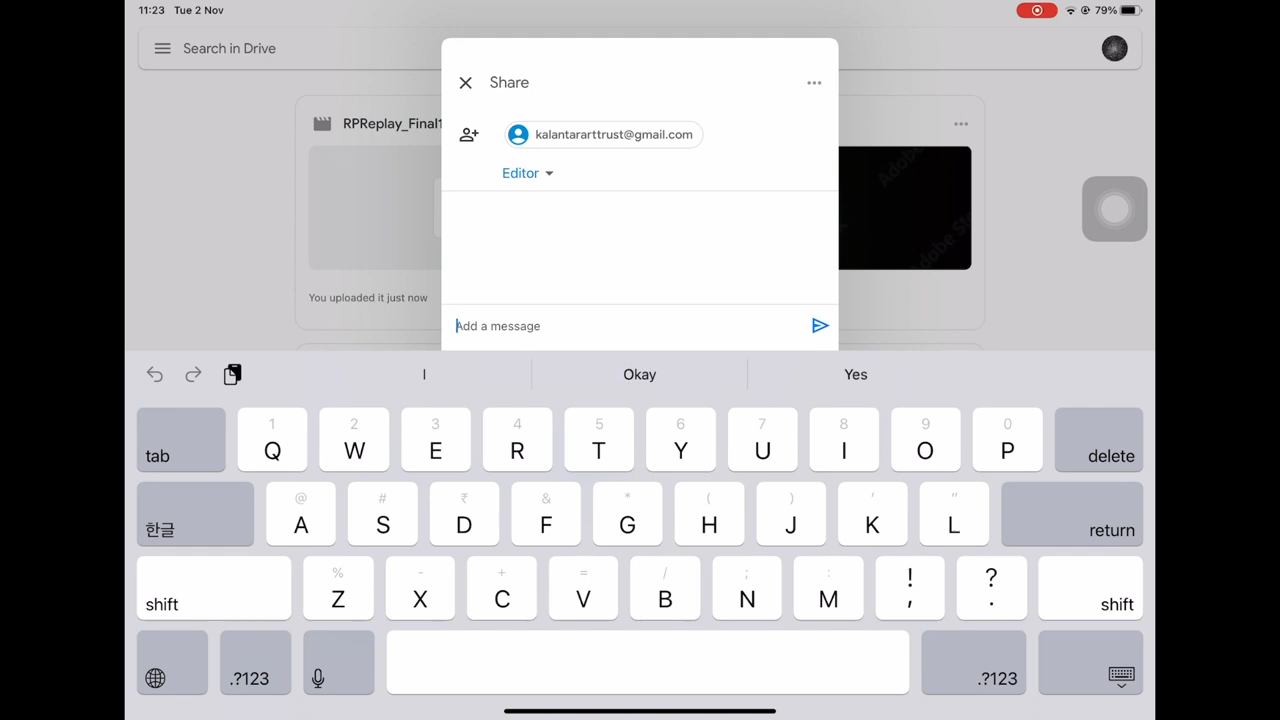 11:23 Tue 2 Nov
79%
Search in Drive
Share
RPReplay_Final1
kalantararttrust@gmail.com
Editor
You uploaded it just now
Add a message
I Okay Yes
tab 1 Q 2 W 3 E 4 R 5 T 6 Y 7 U 8 I 9 O 0 P delete
한글 @ A # S ₹ D & F * G ( H ) J ' K " L return
shift % Z - X + C = V / B ; N : M ! , ? . shift
.?123 .?123